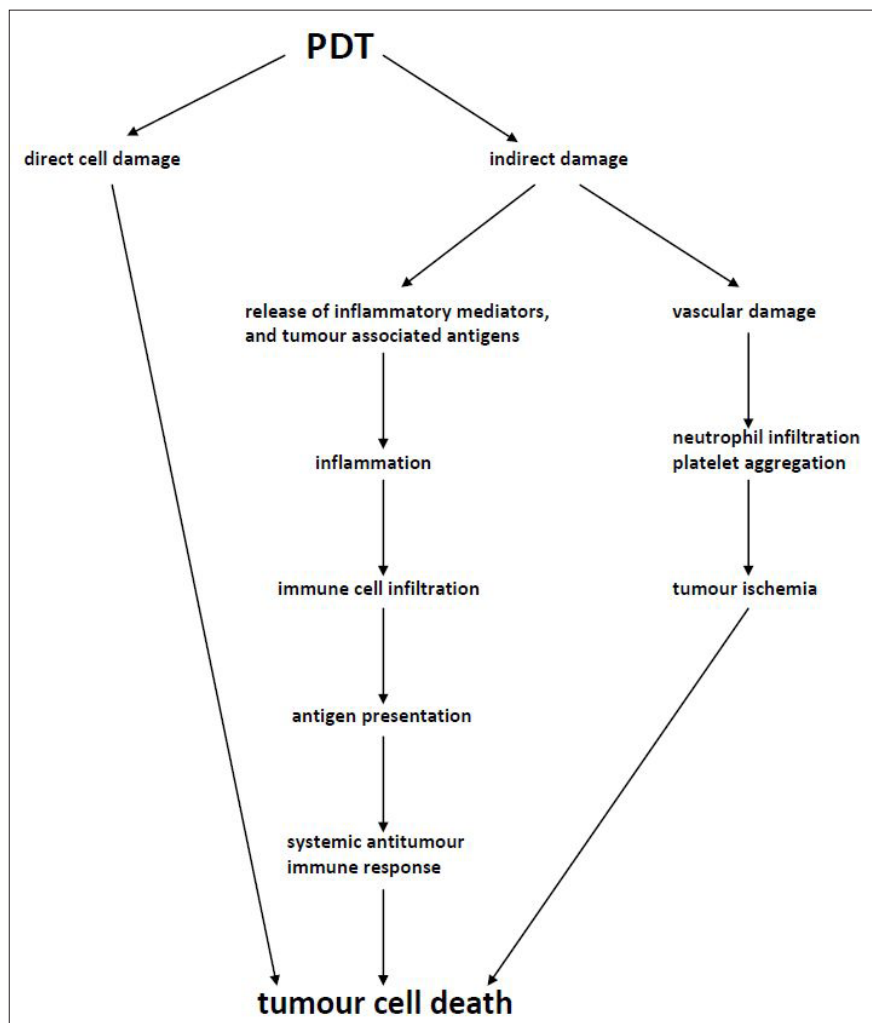 PDT
direct cell damage
indirect damage
release of inflammatory mediators,
and tumour associated antigens
vascular damage
neutrophil infiltration
platelet aggregation
inflammation
immune cell infiltration
tumour ischemia
antigen presentation
systemic antitumour
immune response
tumour cell death